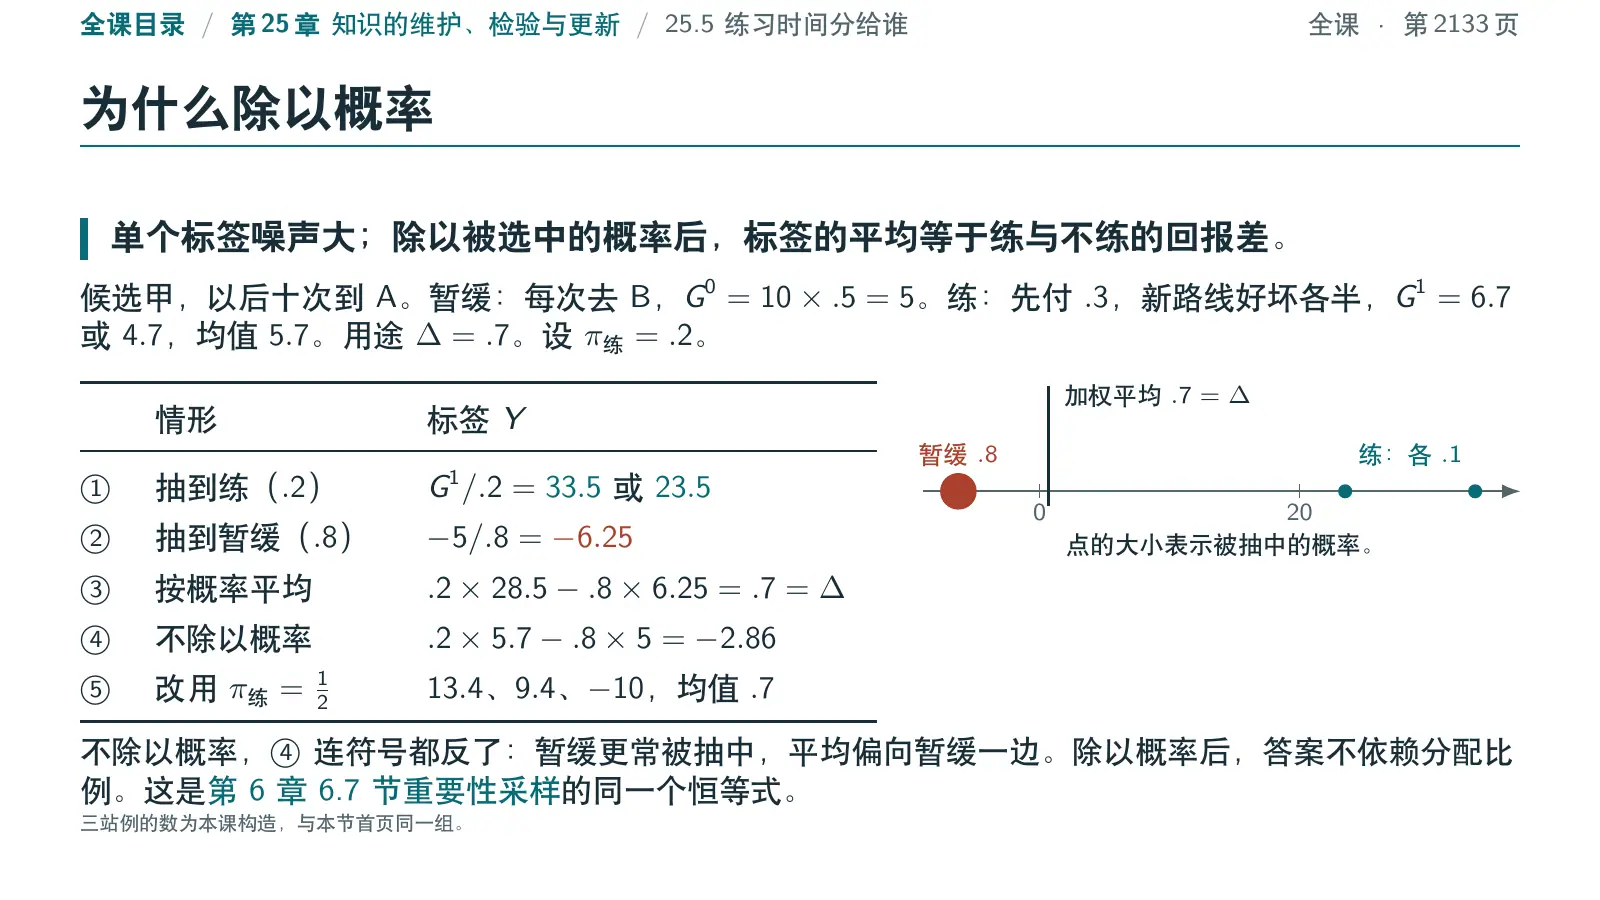 全课目录 / 第 25 章 知识的维护、检验与更新 / 25.5 练习时间分给谁
全课 · 第 2133 页
为什么除以概率
单个标签噪声大；除以被选中的概率后，标签的平均等于练与不练的回报差。
候选甲，以后十次到 A。暂缓：每次去 B，G⁰ = 10 × .5 = 5。练：先付 .3，新路线好坏各半，G¹ = 6.7
或 4.7，均值 5.7。用途 Δ = .7。设 π练 = .2。
情形 标签 Y
① 抽到练（.2） G¹/.2 = 33.5 或 23.5
② 抽到暂缓（.8） −5/.8 = −6.25
③ 按概率平均 .2 × 28.5 − .8 × 6.25 = .7 = Δ
④ 不除以概率 .2 × 5.7 − .8 × 5 = −2.86
⑤ 改用 π练 = 1/2 13.4、9.4、−10，均值 .7
加权平均 .7 = Δ
暂缓 .8
练：各 .1
0 20
点的大小表示被抽中的概率。
不除以概率，④ 连符号都反了：暂缓更常被抽中，平均偏向暂缓一边。除以概率后，答案不依赖分配比
例。这是第 6 章 6.7 节重要性采样的同一个恒等式。
三站例的数为本课构造，与本节首页同一组。